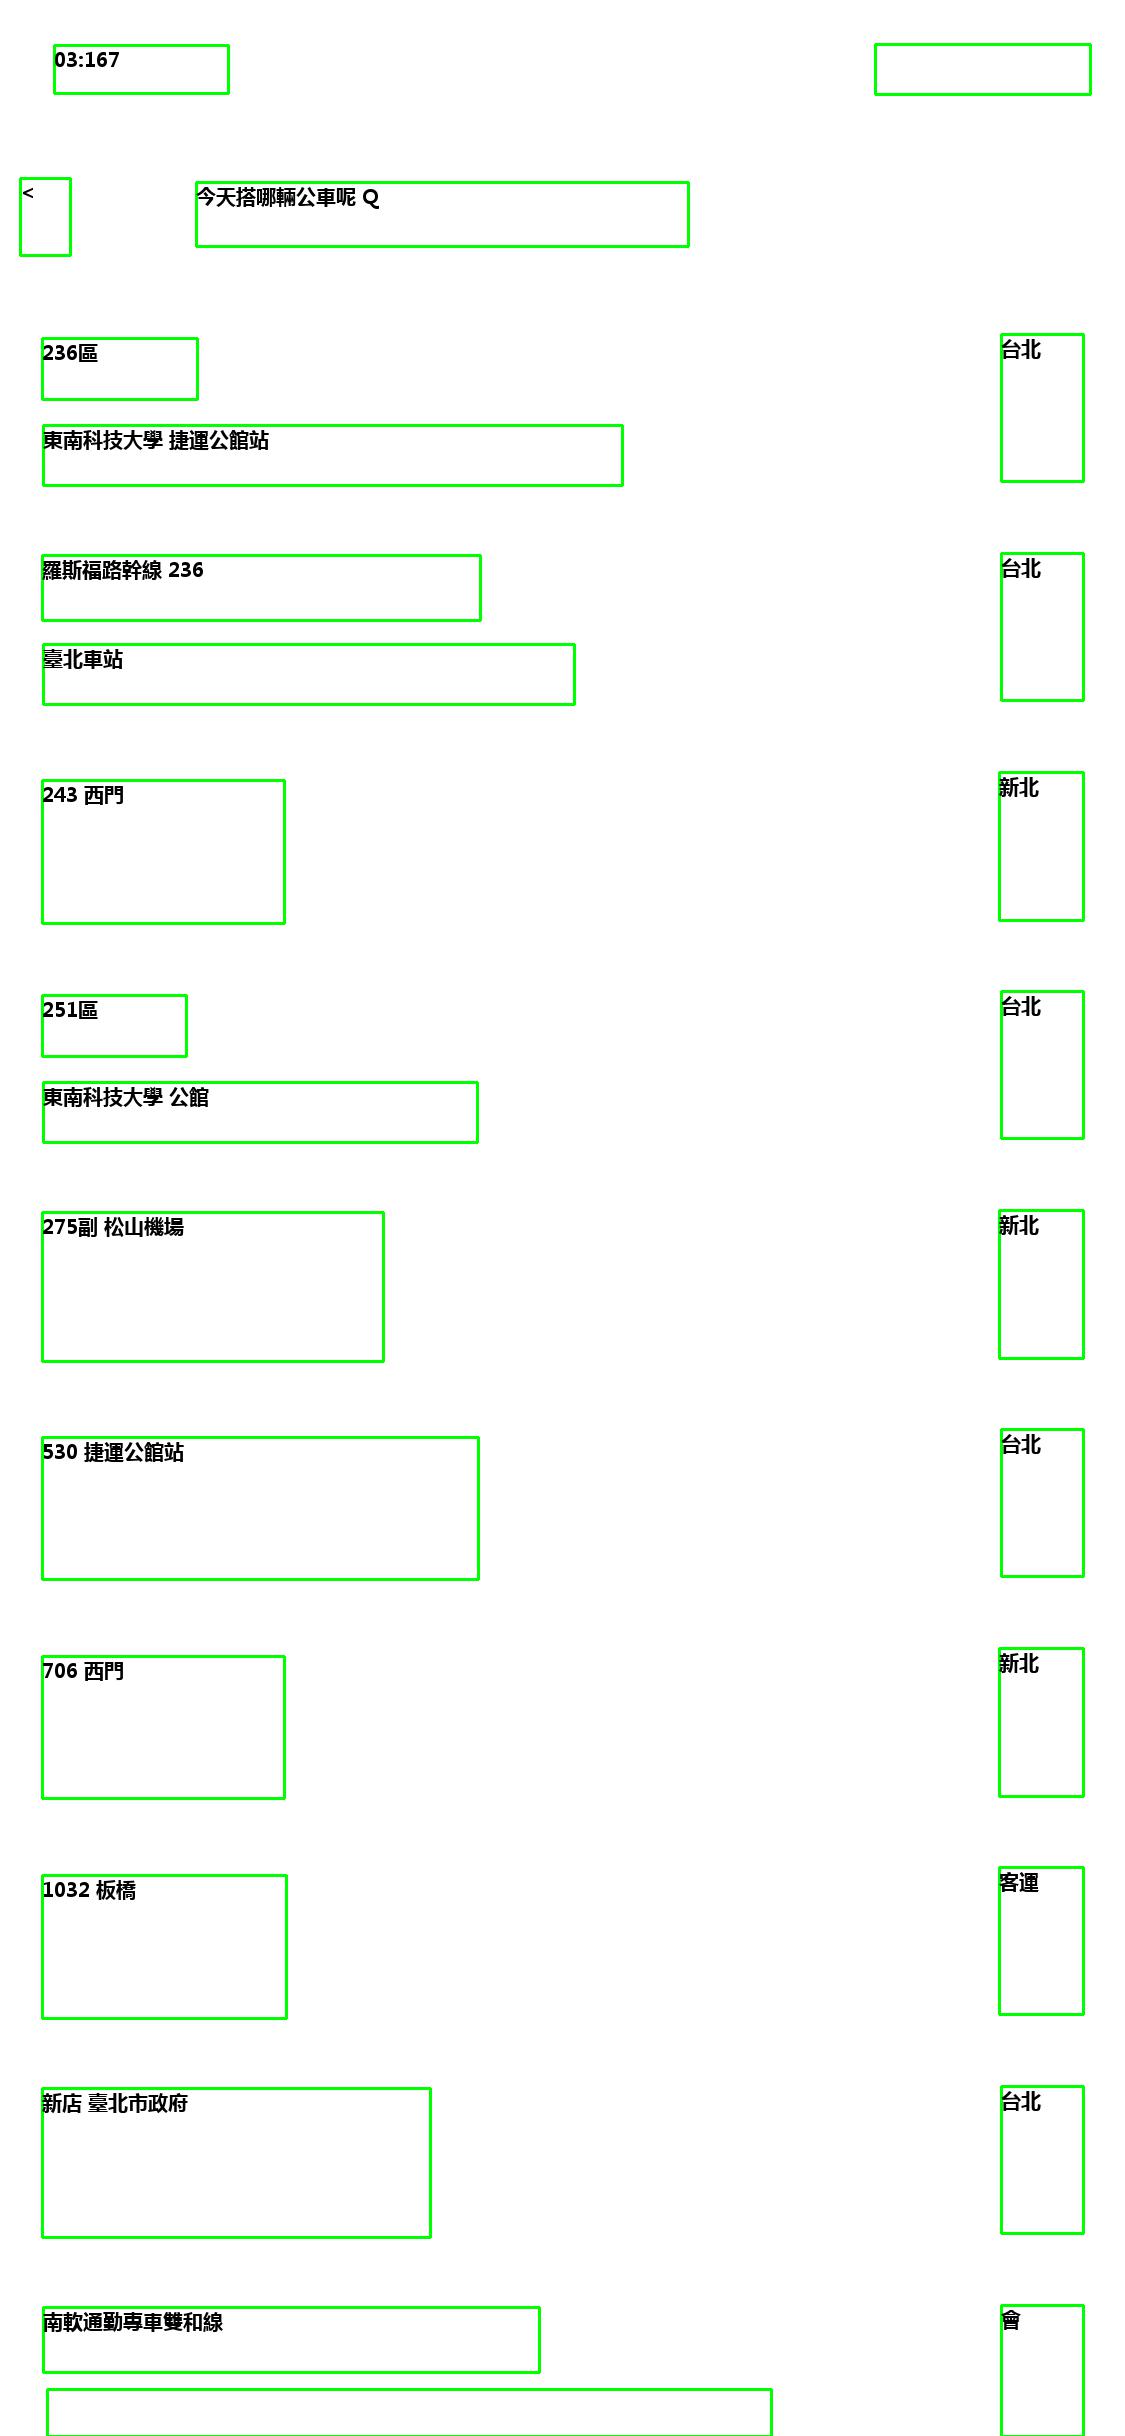 03:167
< 今天搭哪輛公車呢 Q
236區 台北
東南科技大學 捷運公館站
羅斯福路幹線 236 台北
臺北車站
243 西門 新北
251區 台北
東南科技大學 公館
275副 松山機場 新北
530 捷運公館站 台北
706 西門 新北
1032 板橋 客運
新店 臺北市政府 台北
南軟通勤專車雙和線 會